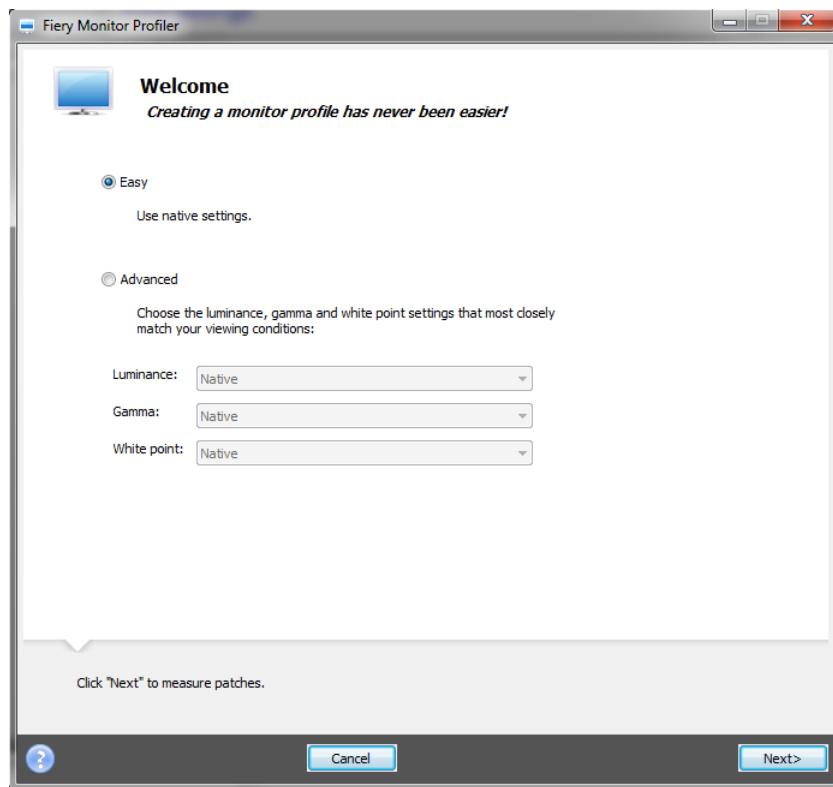 Fiery Monitor Profiler
Welcome
Creating a monitor profile has never been easier!
Easy
Use native settings.
Advanced
Choose the luminance, gamma and white point settings that most closely
match your viewing conditions:
Luminance: Native
Gamma: Native
White point: Native
Click "Next" to measure patches.
? Cancel Next>